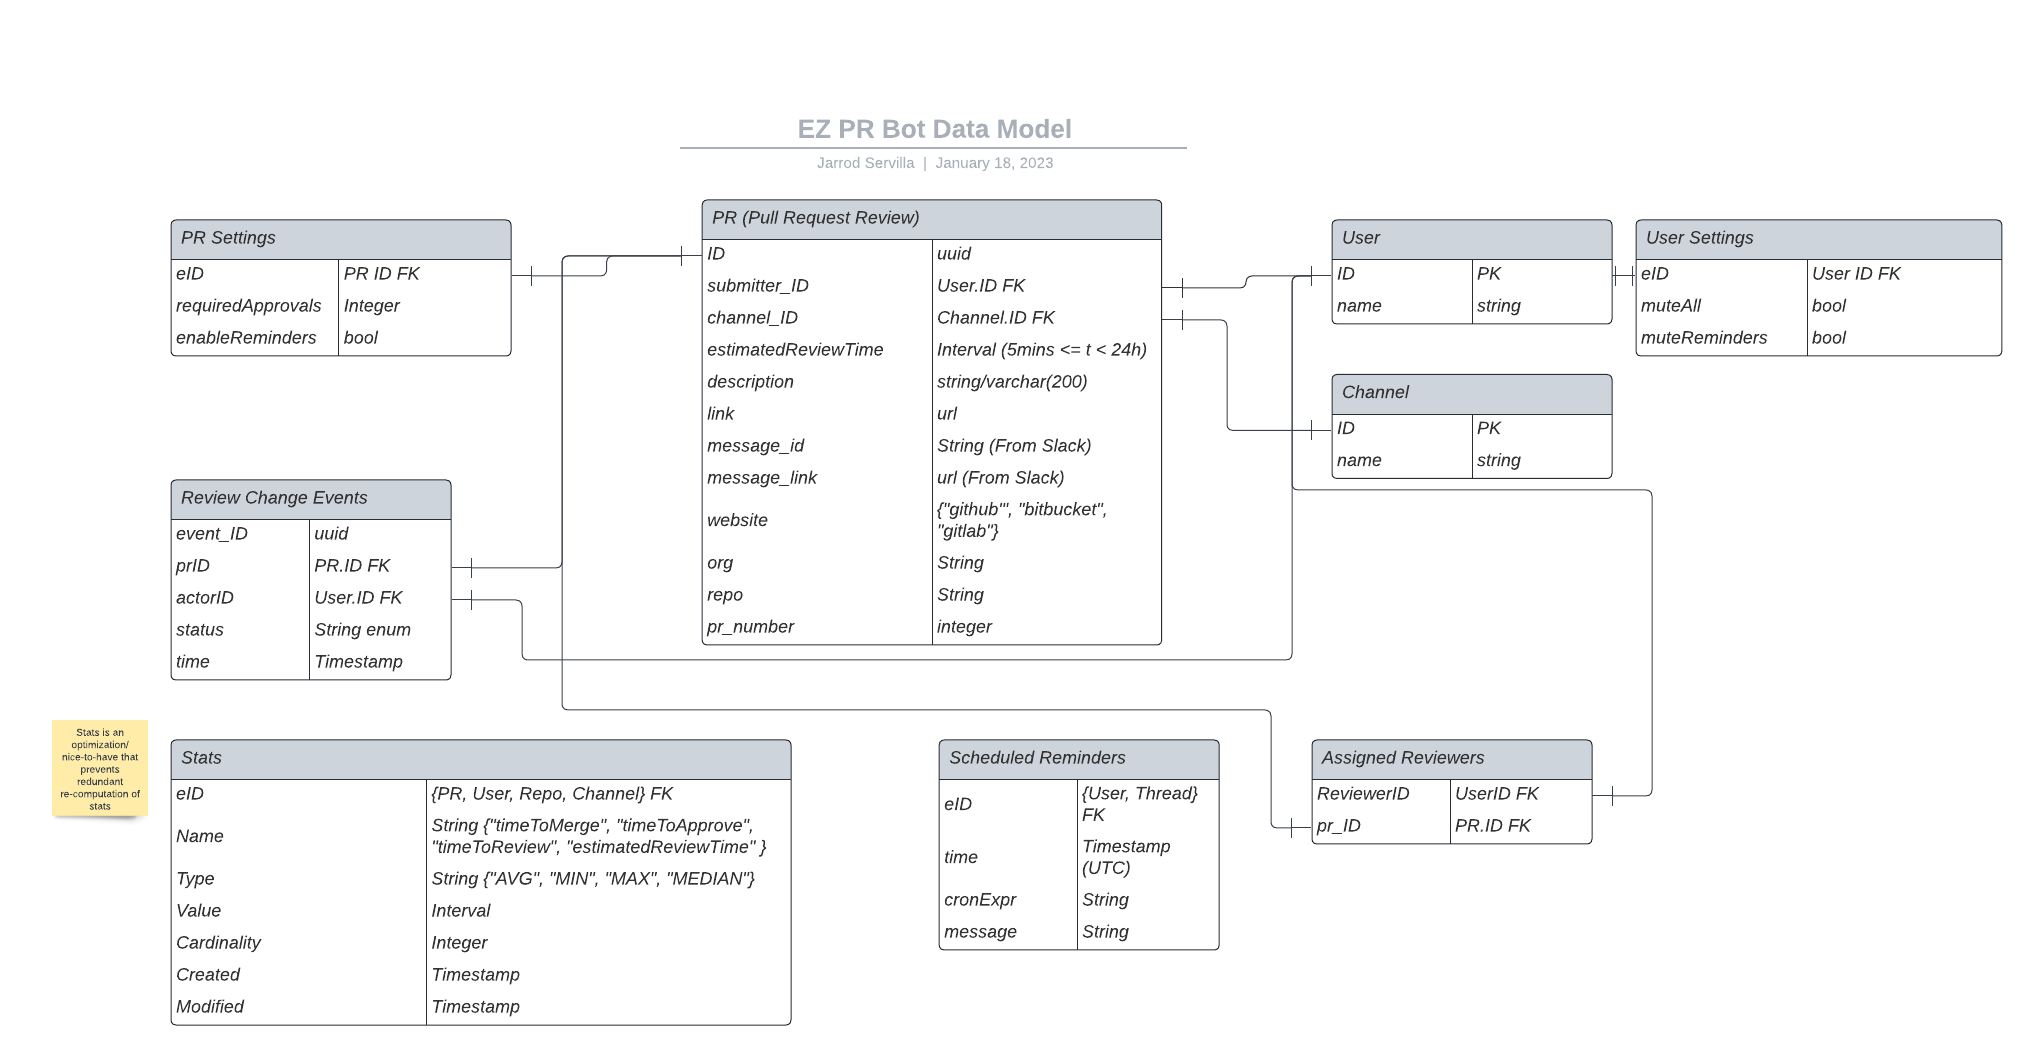 EZ PR Bot Data Model
Jarrod Servilla | January 18, 2023
PR Settings
eID PR ID FK
requiredApprovals Integer
enableReminders bool
PR (Pull Request Review)
ID uuid
submitter_ID User.ID FK
channel_ID Channel.ID FK
estimatedReviewTime Interval (5mins <= t < 24h)
description string/varchar(200)
link url
message_id String (From Slack)
message_link url (From Slack)
website {"github'", "bitbucket",
"gitlab"}
org String
repo String
pr_number integer
User
ID PK
name string
User Settings
eID User ID FK
muteAll bool
muteReminders bool
Channel
ID PK
name string
Review Change Events
event_ID uuid
prID PR.ID FK
actorID User.ID FK
status String enum
time Timestamp
Stats is an
optimization/
nice-to-have that
prevents
redundant
re-computation of
stats
Stats
eID {PR, User, Repo, Channel} FK
Name String {"timeToMerge", "timeToApprove",
"timeToReview", "estimatedReviewTime" }
Type String {"AVG", "MIN", "MAX", "MEDIAN"}
Value Interval
Cardinality Integer
Created Timestamp
Modified Timestamp
Scheduled Reminders
eID {User, Thread}
FK
time Timestamp
(UTC)
cronExpr String
message String
Assigned Reviewers
ReviewerID UserID FK
pr_ID PR.ID FK